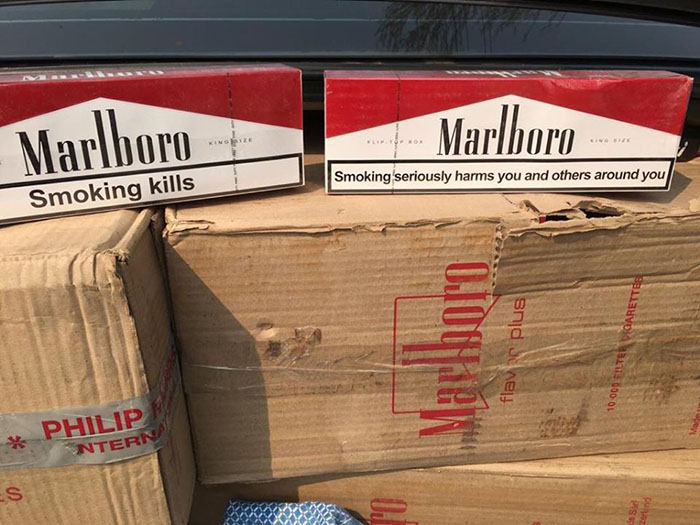 Marlboro
Marlboro
KING SIZE
Smoking kills
FLIP-TOP BOX
Marlboro
KING SIZE
Smoking seriously harms you and others around you
Marlboro
flavor plus
10 000 FILTER CIGARETTES
PHILIP